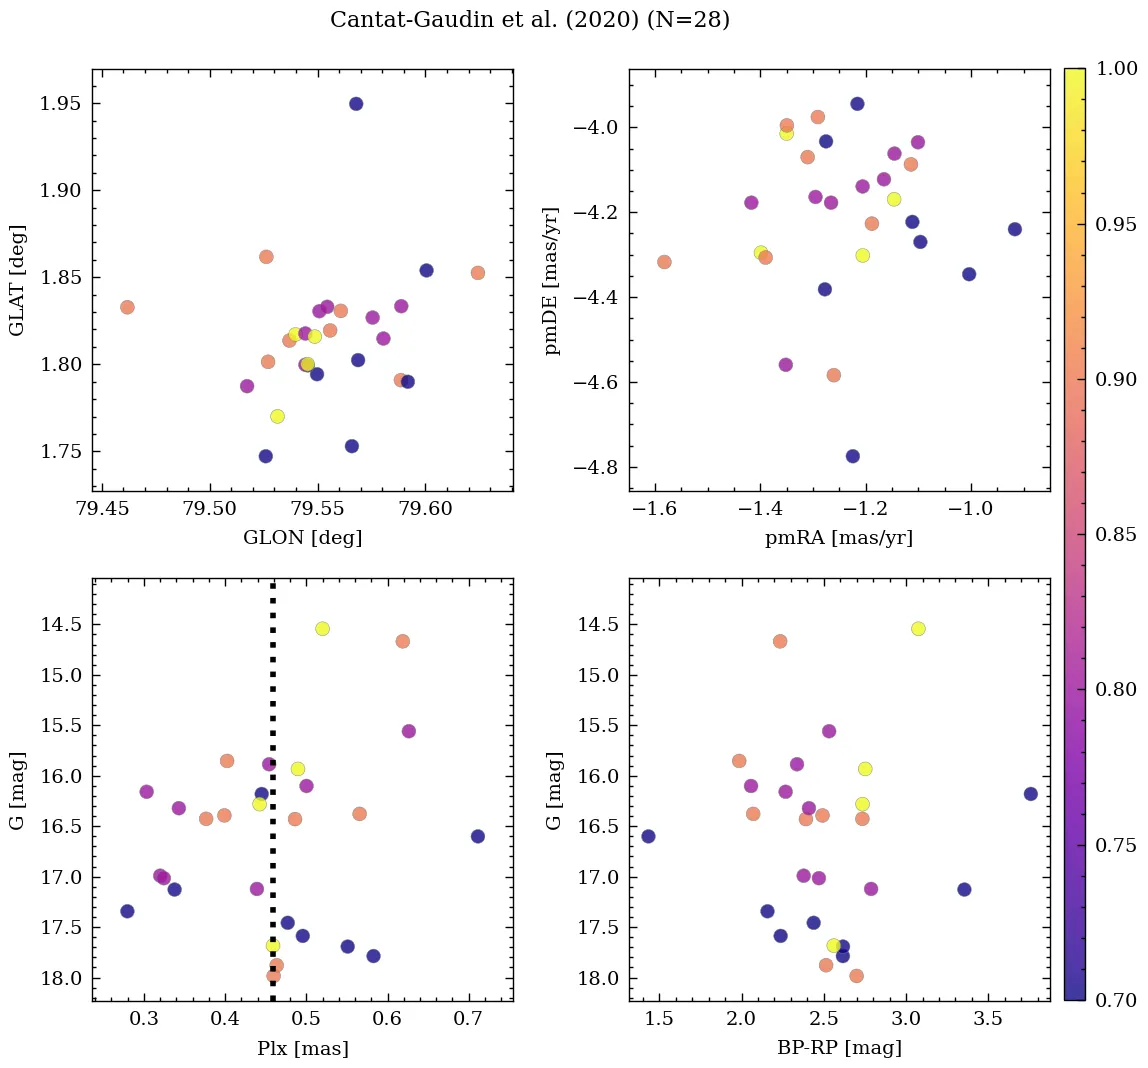 Cantat-Gaudin et al. (2020) (N=28)
1.95
1.90
1.85
1.80
1.75
GLAT [deg]
79.45 79.50 79.55 79.60
GLON [deg]
−4.0
−4.2
−4.4
−4.6
−4.8
pmDE [mas/yr]
−1.6 −1.4 −1.2 −1.0
pmRA [mas/yr]
14.5
15.0
15.5
16.0
16.5
17.0
17.5
18.0
G [mag]
0.3 0.4 0.5 0.6 0.7
Plx [mas]
14.5
15.0
15.5
16.0
16.5
17.0
17.5
18.0
G [mag]
1.5 2.0 2.5 3.0 3.5
BP-RP [mag]
1.00
0.95
0.90
0.85
0.80
0.75
0.70